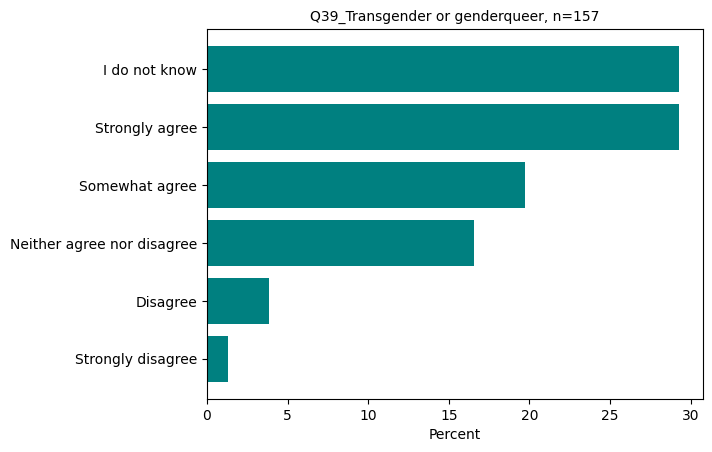 Q39_Transgender or genderqueer, n=157
I do not know
Strongly agree
Somewhat agree
Neither agree nor disagree
Disagree
Strongly disagree
0 5 10 15 20 25 30
Percent